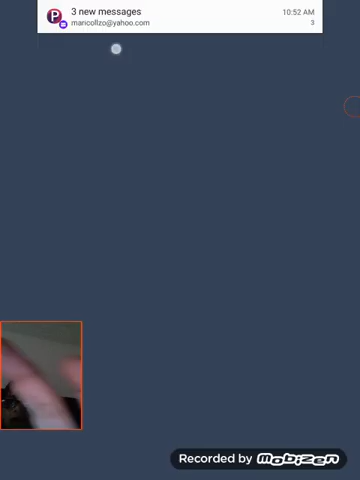 3 new messages
10:52 AM
maricollzo@yahoo.com
3
P
Recorded by mobizen